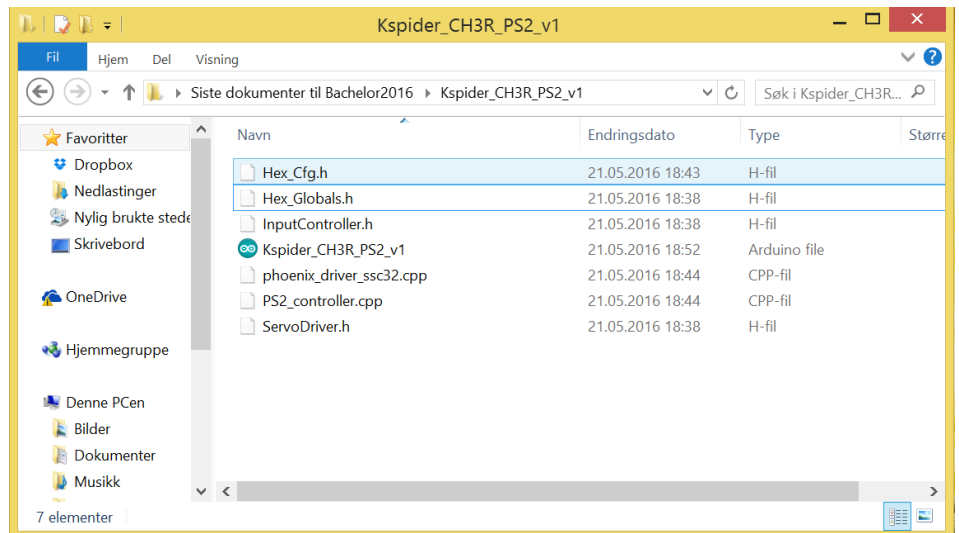 Kspider_CH3R_PS2_v1
Fil Hjem Del Visning
Siste dokumenter til Bachelor2016 Kspider_CH3R_PS2_v1 Søk i Kspider_CH3R...
Favoritter
Dropbox
Nedlastinger
Nylig brukte stede
Skrivebord
OneDrive
Hjemmegruppe
Denne PCen
Bilder
Dokumenter
Musikk
Navn Endringsdato Type Større
Hex_Cfg.h 21.05.2016 18:43 H-fil
Hex_Globals.h 21.05.2016 18:38 H-fil
InputController.h 21.05.2016 18:38 H-fil
Kspider_CH3R_PS2_v1 21.05.2016 18:52 Arduino file
phoenix_driver_ssc32.cpp 21.05.2016 18:44 CPP-fil
PS2_controller.cpp 21.05.2016 18:44 CPP-fil
ServoDriver.h 21.05.2016 18:38 H-fil
7 elementer